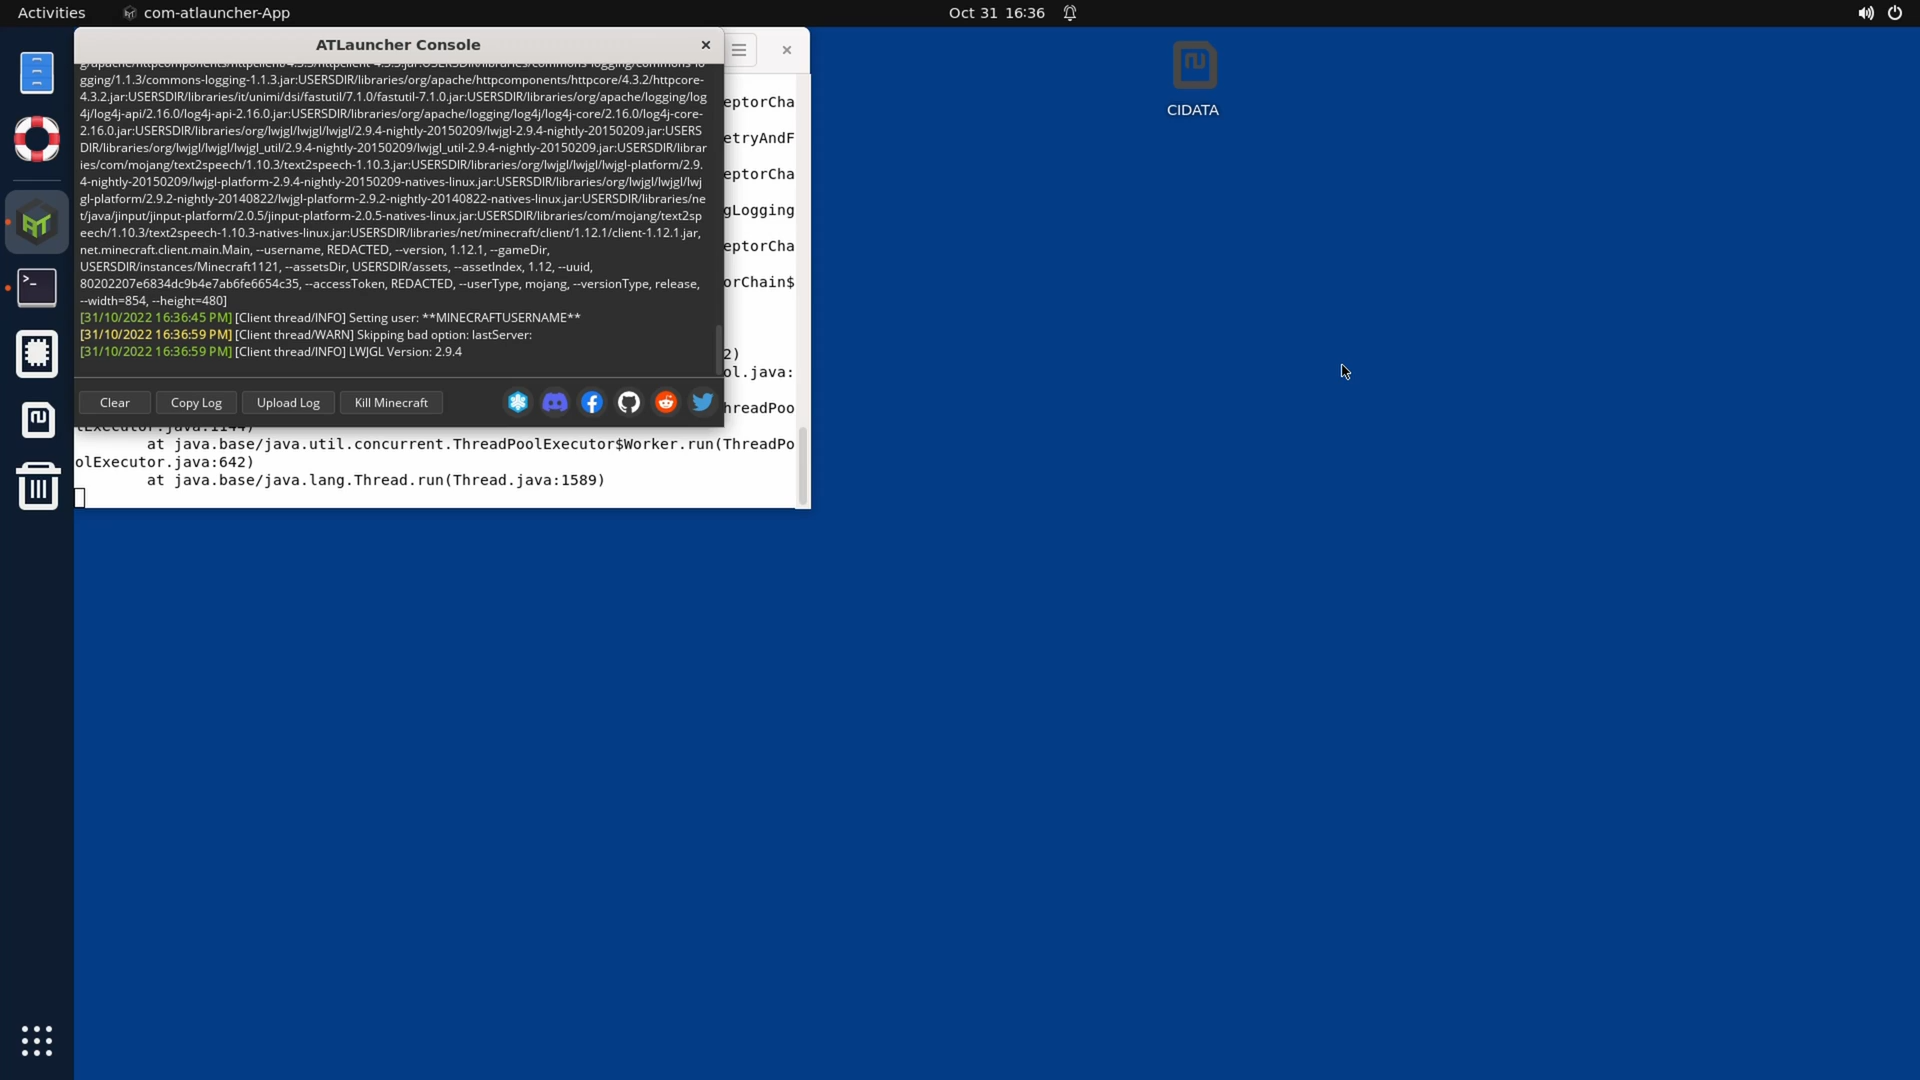 Activities
com-atlauncher-App
Oct 31 16:36
ATLauncher Console
gging/1.1.3/commons-logging-1.1.3.jar:USERSDIR/libraries/org/apache/httpcomponents/httpcore/4.3.2/httpcore-
4.3.2.jar:USERSDIR/libraries/it/unimi/dsi/fastutil/7.1.0/fastutil-7.1.0.jar:USERSDIR/libraries/org/apache/logging/log
4j/log4j-api/2.16.0/log4j-api-2.16.0.jar:USERSDIR/libraries/org/apache/logging/log4j/log4j-core/2.16.0/log4j-core-
2.16.0.jar:USERSDIR/libraries/org/lwjgl/lwjgl/lwjgl/2.9.4-nightly-20150209/lwjgl-2.9.4-nightly-20150209.jar:USERS
DIR/libraries/org/lwjgl/lwjgl/lwjgl_util/2.9.4-nightly-20150209/lwjgl_util-2.9.4-nightly-20150209.jar:USERSDIR/librar
ies/com/mojang/text2speech/1.10.3/text2speech-1.10.3.jar:USERSDIR/libraries/org/lwjgl/lwjgl/lwjgl-platform/2.9.
4-nightly-20150209/lwjgl-platform-2.9.4-nightly-20150209-natives-linux.jar:USERSDIR/libraries/org/lwjgl/lwjgl/lwj
gl-platform/2.9.2-nightly-20140822/lwjgl-platform-2.9.2-nightly-20140822-natives-linux.jar:USERSDIR/libraries/ne
t/java/jinput/jinput-platform/2.0.5/jinput-platform-2.0.5-natives-linux.jar:USERSDIR/libraries/com/mojang/text2sp
eech/1.10.3/text2speech-1.10.3-natives-linux.jar:USERSDIR/libraries/net/minecraft/client/1.12.1/client-1.12.1.jar,
net.minecraft.client.main.Main, --username, REDACTED, --version, 1.12.1, --gameDir,
USERSDIR/instances/Minecraft1121, --assetsDir, USERSDIR/assets, --assetIndex, 1.12, --uuid,
80202207e6834dc9b4e7ab6fe6654c35, --accessToken, REDACTED, --userType, mojang, --versionType, release,
--width=854, --height=480]
[31/10/2022 16:36:45 PM] [Client thread/INFO] Setting user: **MINECRAFTUSERNAME**
[31/10/2022 16:36:59 PM] [Client thread/WARN] Skipping bad option: lastServer:
[31/10/2022 16:36:59 PM] [Client thread/INFO] LWJGL Version: 2.9.4
Clear
Copy Log
Upload Log
Kill Minecraft
eptorCha
etryAndF
eptorCha
gLogging
eptorCha
orChain$
2)
ol.java:
hreadPoo
lExecutor.java:1144)
at java.base/java.util.concurrent.ThreadPoolExecutor$Worker.run(ThreadPo
olExecutor.java:642)
at java.base/java.lang.Thread.run(Thread.java:1589)
CIDATA